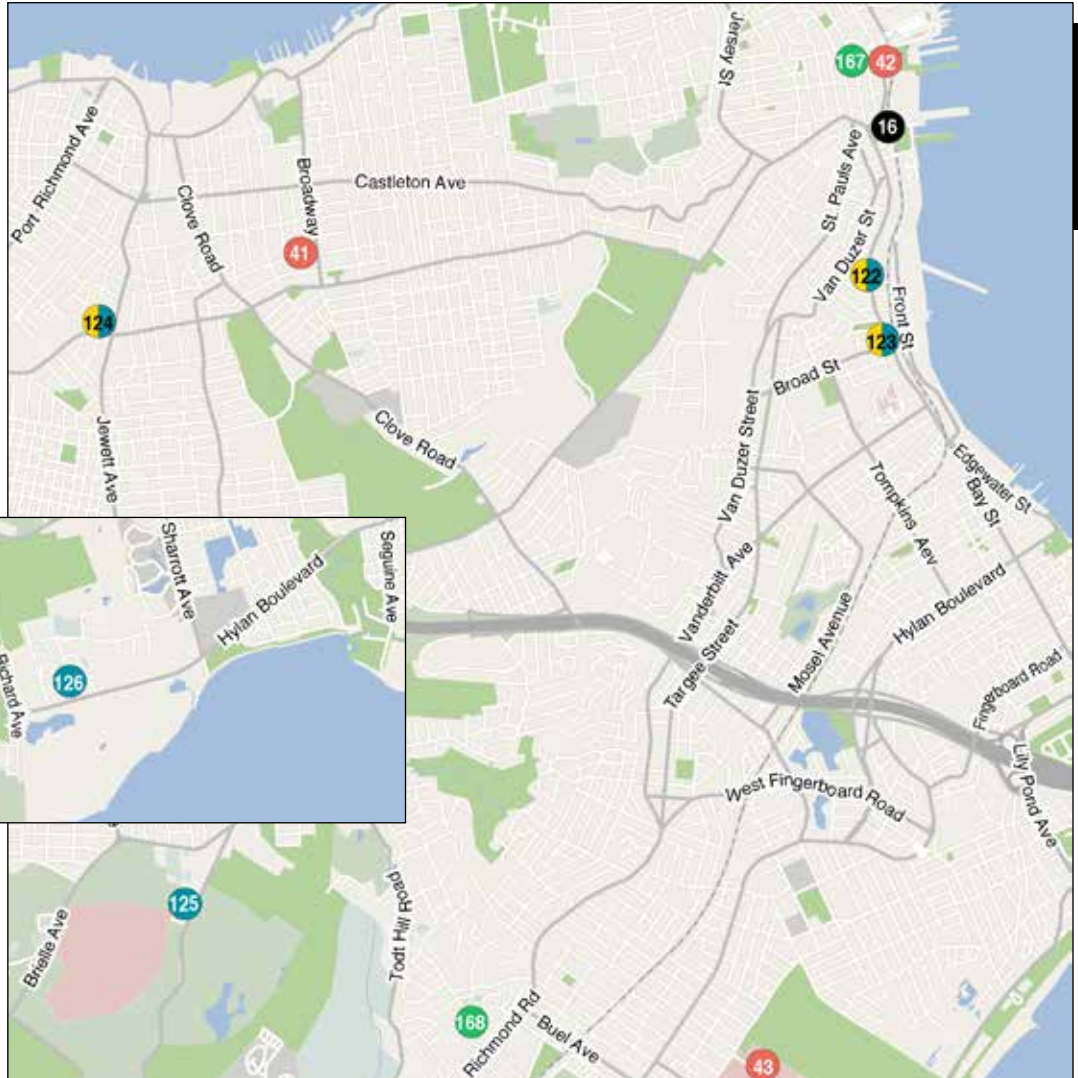 Jersey St
167
42
16
Port Richmond Ave
Broadway
Castleton Ave
St. Pauls Ave
Clove Road
Van Duzer St
41
122
124
Front St
123
Broad St
Jewett Ave
Clove Road
Van Duzer Street
Edgewater St
Bay St
Tompkins Aev
Sharrott Ave
Seguine Ave
Hylan Boulevard
Vanderbilt Ave
Hylan Boulevard
Mosel Avenue
Targee Street
Richard Ave
126
Fingerboard Road
Lily Pond Ave
West Fingerboard Road
125
Brielle Ave
Todt Hill Road
168
Richmond Rd
Buel Ave
43